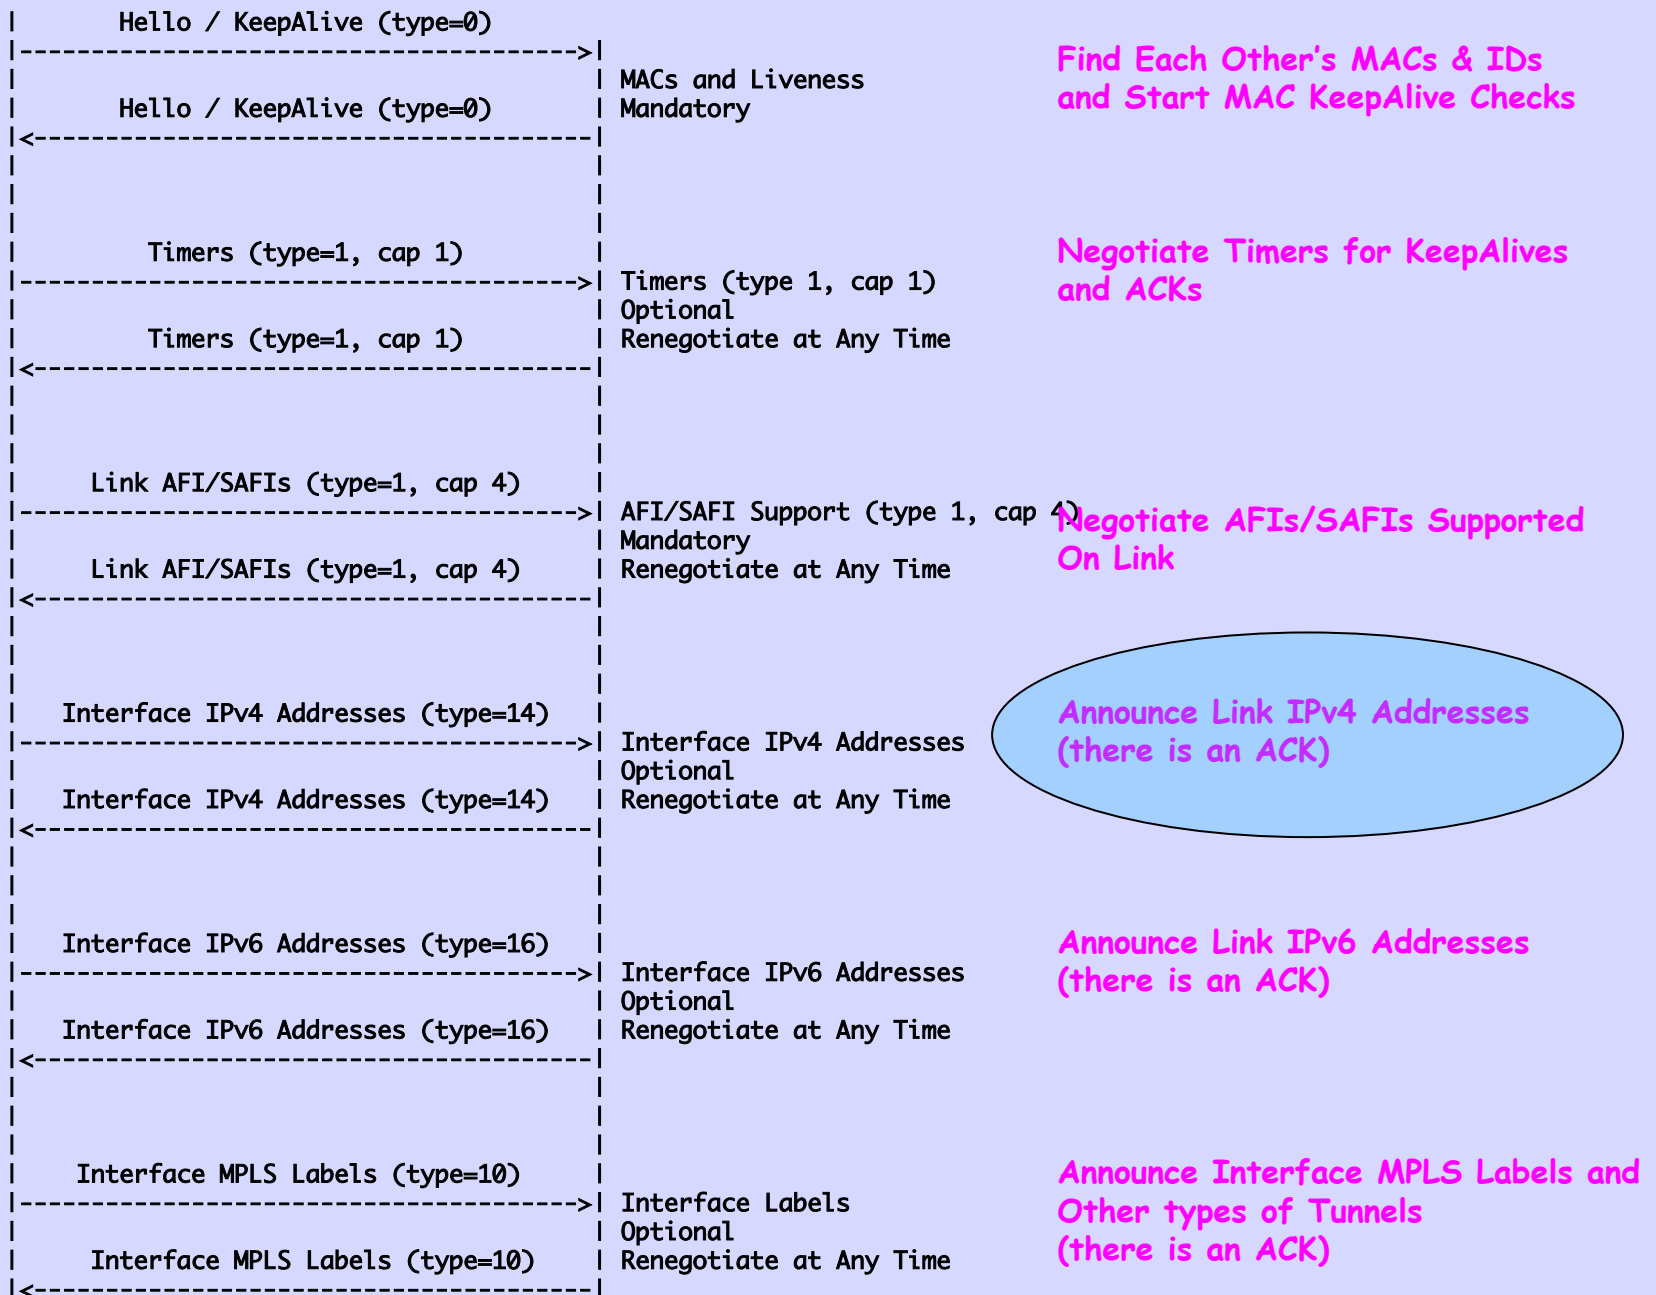 Hello / KeepAlive (type=0)
|--------------------------------------->|
Find Each Other's MACs & IDs
MACs and Liveness
and Start MAC KeepAlive Checks
Hello / KeepAlive (type=0)
Mandatory
|<---------------------------------------|
Timers (type=1, cap 1)
Negotiate Timers for KeepAlives
|--------------------------------------->|
Timers (type 1, cap 1)
and ACKs
Optional
Timers (type=1, cap 1)
Renegotiate at Any Time
|<---------------------------------------|
Link AFI/SAFIs (type=1, cap 4)
|--------------------------------------->|
AFI/SAFI Support (type 1, cap 4)
Negotiate AFIs/SAFIs Supported
Mandatory
On Link
Link AFI/SAFIs (type=1, cap 4)
Renegotiate at Any Time
|<---------------------------------------|
Interface IPv4 Addresses (type=14)
Announce Link IPv4 Addresses
|--------------------------------------->|
Interface IPv4 Addresses
(there is an ACK)
Optional
Interface IPv4 Addresses (type=14)
Renegotiate at Any Time
|<---------------------------------------|
Interface IPv6 Addresses (type=16)
Announce Link IPv6 Addresses
|--------------------------------------->|
Interface IPv6 Addresses
(there is an ACK)
Optional
Interface IPv6 Addresses (type=16)
Renegotiate at Any Time
|<---------------------------------------|
Interface MPLS Labels (type=10)
Announce Interface MPLS Labels and
|--------------------------------------->|
Interface Labels
Other types of Tunnels
Optional
(there is an ACK)
Interface MPLS Labels (type=10)
Renegotiate at Any Time
|<---------------------------------------|